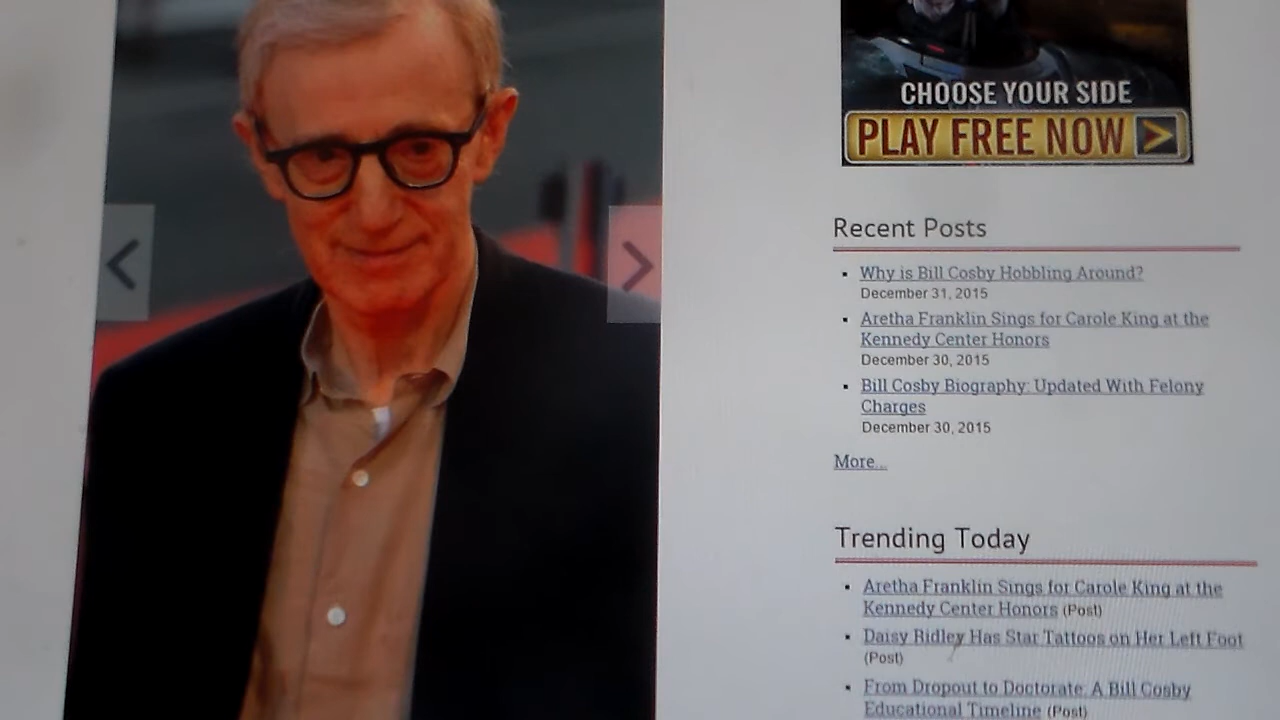 CHOOSE YOUR SIDE
PLAY FREE NOW
Recent Posts
Why is Bill Cosby Hobbling Around?
December 31, 2015
Aretha Franklin Sings for Carole King at the
Kennedy Center Honors
December 30, 2015
Bill Cosby Biography: Updated With Felony
Charges
December 30, 2015
More...
Trending Today
Aretha Franklin Sings for Carole King at the
Kennedy Center Honors (Post)
Daisy Ridley Has Star Tattoos on Her Left Foot
(Post)
From Dropout to Doctorate: A Bill Cosby
Educational Timeline (Post)